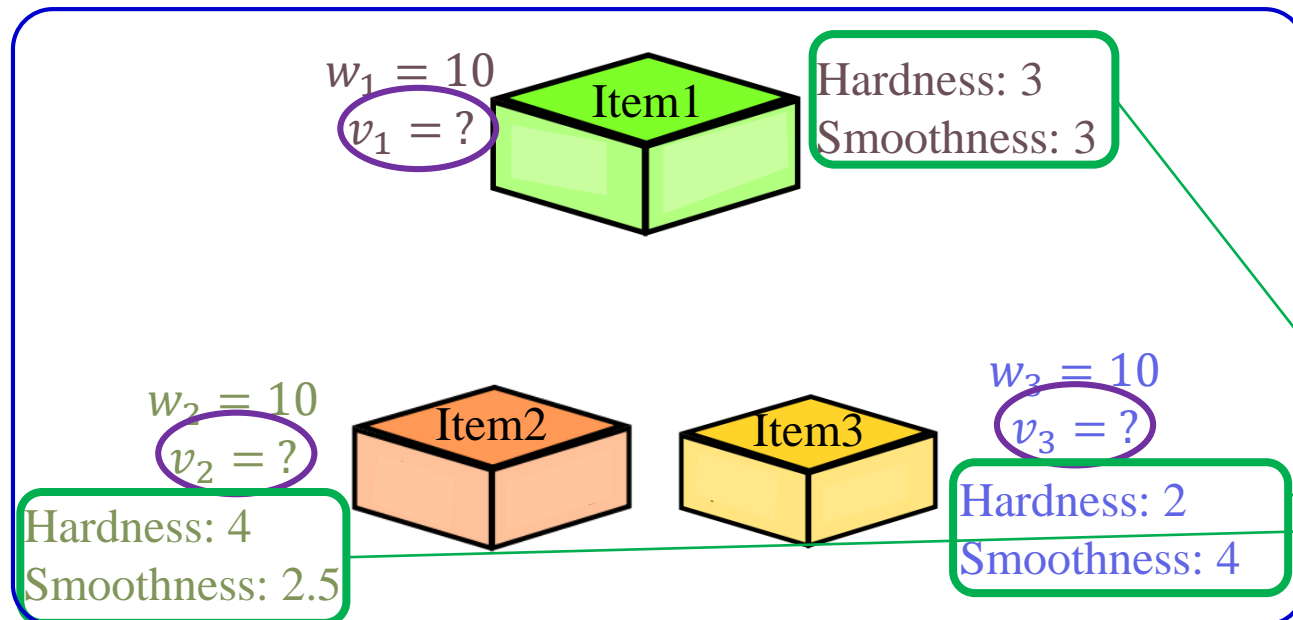 w₁ = 10
v₁ = ?
Item1
Hardness: 3
Smoothness: 3
w₂ = 10
v₂ = ?
Hardness: 4
Smoothness: 2.5
Item2
Item3
w₃ = 10
v₃ = ?
Hardness: 2
Smoothness: 4